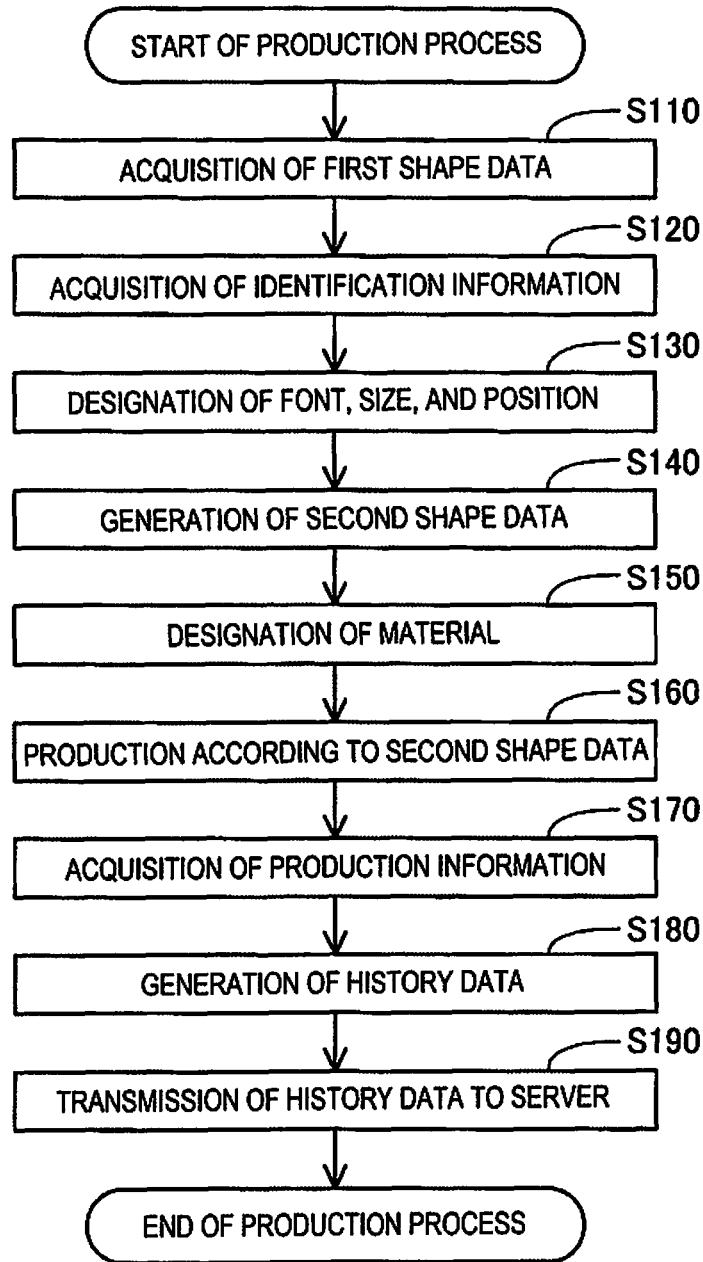 START OF PRODUCTION PROCESS
S110
ACQUISITION OF FIRST SHAPE DATA
S120
ACQUISITION OF IDENTIFICATION INFORMATION
S130
DESIGNATION OF FONT, SIZE, AND POSITION
S140
GENERATION OF SECOND SHAPE DATA
S150
DESIGNATION OF MATERIAL
S160
PRODUCTION ACCORDING TO SECOND SHAPE DATA
S170
ACQUISITION OF PRODUCTION INFORMATION
S180
GENERATION OF HISTORY DATA
S190
TRANSMISSION OF HISTORY DATA TO SERVER
END OF PRODUCTION PROCESS